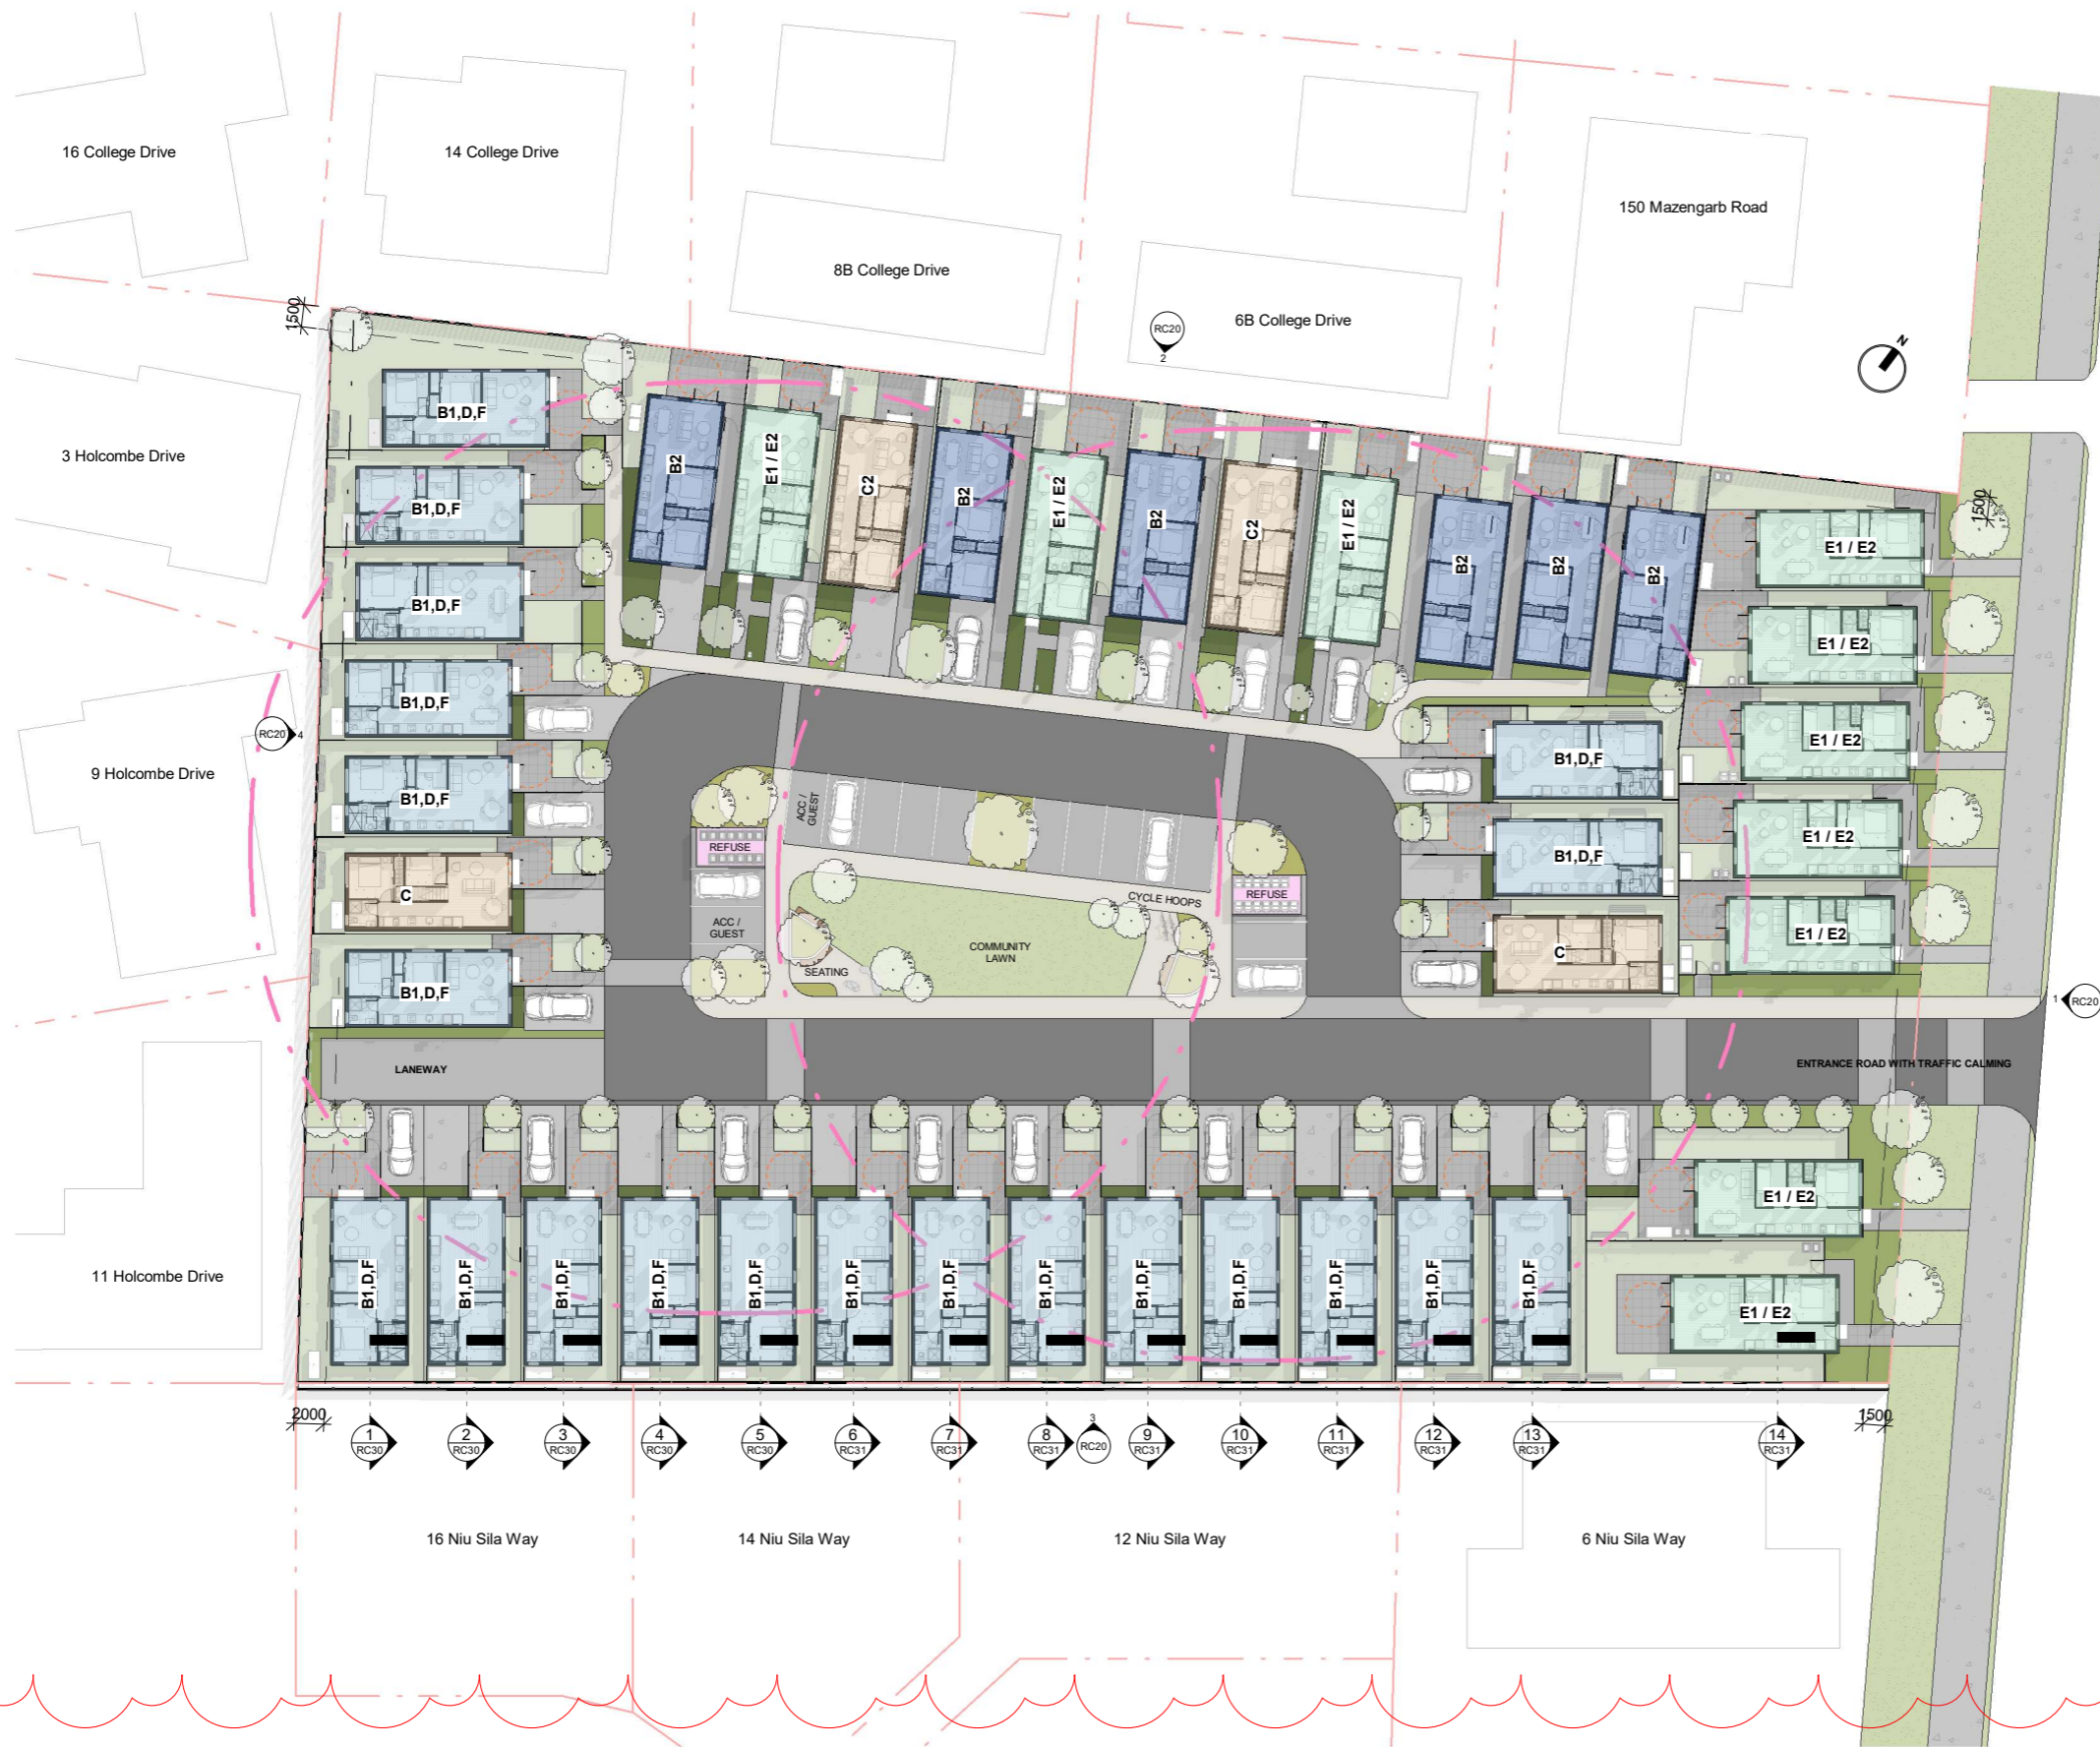 16 College Drive
14 College Drive
8B College Drive
6B College Drive
150 Mazengarb Road
3 Holcombe Drive
9 Holcombe Drive
11 Holcombe Drive
1500
RC20
2
N
B1,D,F
B1,D,F
B1,D,F
B1,D,F
B1,D,F
C
B1,D,F
B2
E1 / E2
C2
B2
E1 / E2
B2
C2
E1 / E2
B2
B2
B2
1500
E1 / E2
E1 / E2
E1 / E2
E1 / E2
E1 / E2
B1,D,F
B1,D,F
C
RC20
4
ACC /
GUEST
REFUSE
ACC /
GUEST
SEATING
COMMUNITY
LAWN
CYCLE HOOPS
REFUSE
1
RC20
LANEWAY
ENTRANCE ROAD WITH TRAFFIC CALMING
B1,D,F
B1,D,F
B1,D,F
B1,D,F
B1,D,F
B1,D,F
B1,D,F
B1,D,F
B1,D,F
B1,D,F
B1,D,F
B1,D,F
B1,D,F
E1 / E2
E1 / E2
2000
1
RC30
2
RC30
3
RC30
4
RC30
5
RC30
6
RC31
7
RC31
8
RC31
3
RC20
9
RC31
10
RC31
11
RC31
12
RC31
13
RC31
14
RC31
1500
16 Niu Sila Way
14 Niu Sila Way
12 Niu Sila Way
6 Niu Sila Way